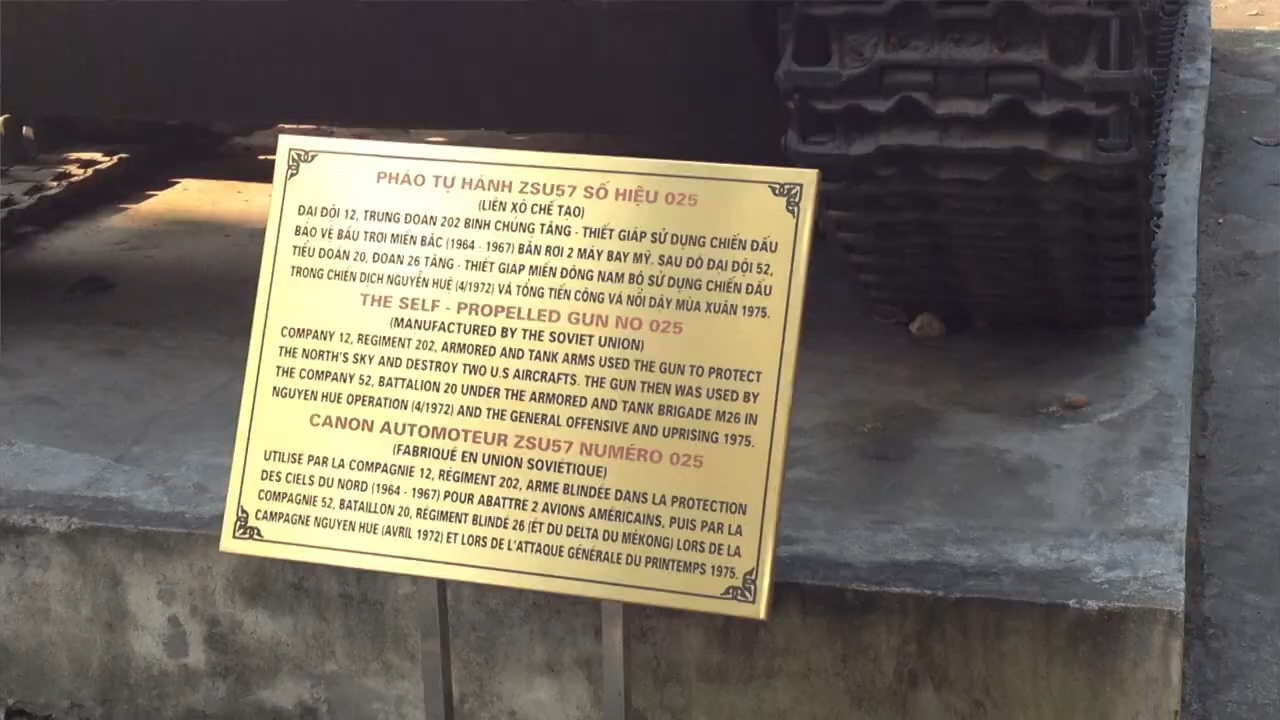 PHÁO TỰ HÀNH ZSU57 SỐ HIỆU 025
(LIÊN XÔ CHẾ TẠO)
ĐẠI ĐỘI 12, TRUNG ĐOÀN 202 BINH CHỦNG TĂNG - THIẾT GIÁP SỬ DỤNG CHIẾN ĐẤU
BẢO VỆ BẦU TRỜI MIỀN BẮC (1964 - 1967) BẮN RƠI 2 MÁY BAY MỸ. SAU ĐÓ ĐẠI ĐỘI 52,
TIỂU ĐOÀN 20, ĐOÀN 26 TĂNG - THIẾT GIÁP MIỀN ĐÔNG NAM BỘ SỬ DỤNG CHIẾN ĐẤU
TRONG CHIẾN DỊCH NGUYỄN HUỆ (4/1972) VÀ TỔNG TIẾN CÔNG VÀ NỔI DẬY MÙA XUÂN 1975.
THE SELF - PROPELLED GUN NO 025
(MANUFACTURED BY THE SOVIET UNION)
COMPANY 12, REGIMENT 202, ARMORED AND TANK ARMS USED THE GUN TO PROTECT
THE NORTH'S SKY AND DESTROY TWO U.S AIRCRAFTS. THE GUN THEN WAS USED BY
THE COMPANY 52, BATTALION 20 UNDER THE ARMORED AND TANK BRIGADE M26 IN
NGUYEN HUE OPERATION (4/1972) AND THE GENERAL OFFENSIVE AND UPRISING 1975.
CANON AUTOMOTEUR ZSU57 NUMÉRO 025
(FABRIQUÉ EN UNION SOVIÉTIQUE)
UTILISE PAR LA COMPAGNIE 12, RÉGIMENT 202, ARME BLINDÉE DANS LA PROTECTION
DES CIELS DU NORD (1964 - 1967) POUR ABATTRE 2 AVIONS AMÉRICAINS, PUIS PAR LA
COMPAGNIE 52, BATAILLON 20, RÉGIMENT BLINDÉ 26 (ÉT DU DELTA DU MÉKONG) LORS DE LA
CAMPAGNE NGUYEN HUE (AVRIL 1972) ET LORS DE L'ATTAQUE GÉNÉRALE DU PRINTEMPS 1975.